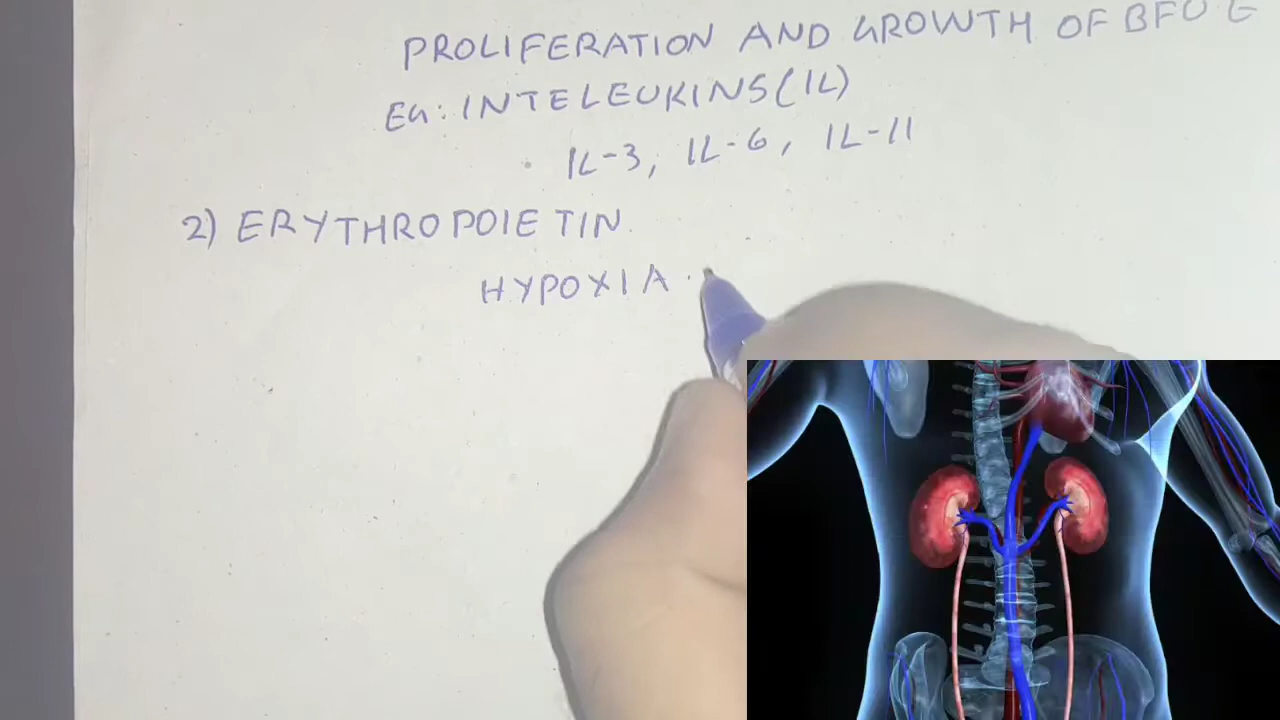 PROLIFERATION AND GROWTH OF BFU E
EG: INTELEUKINS (IL)
IL-3, IL-6, IL-11
2) ERYTHROPOIETIN.
HYPOXIA